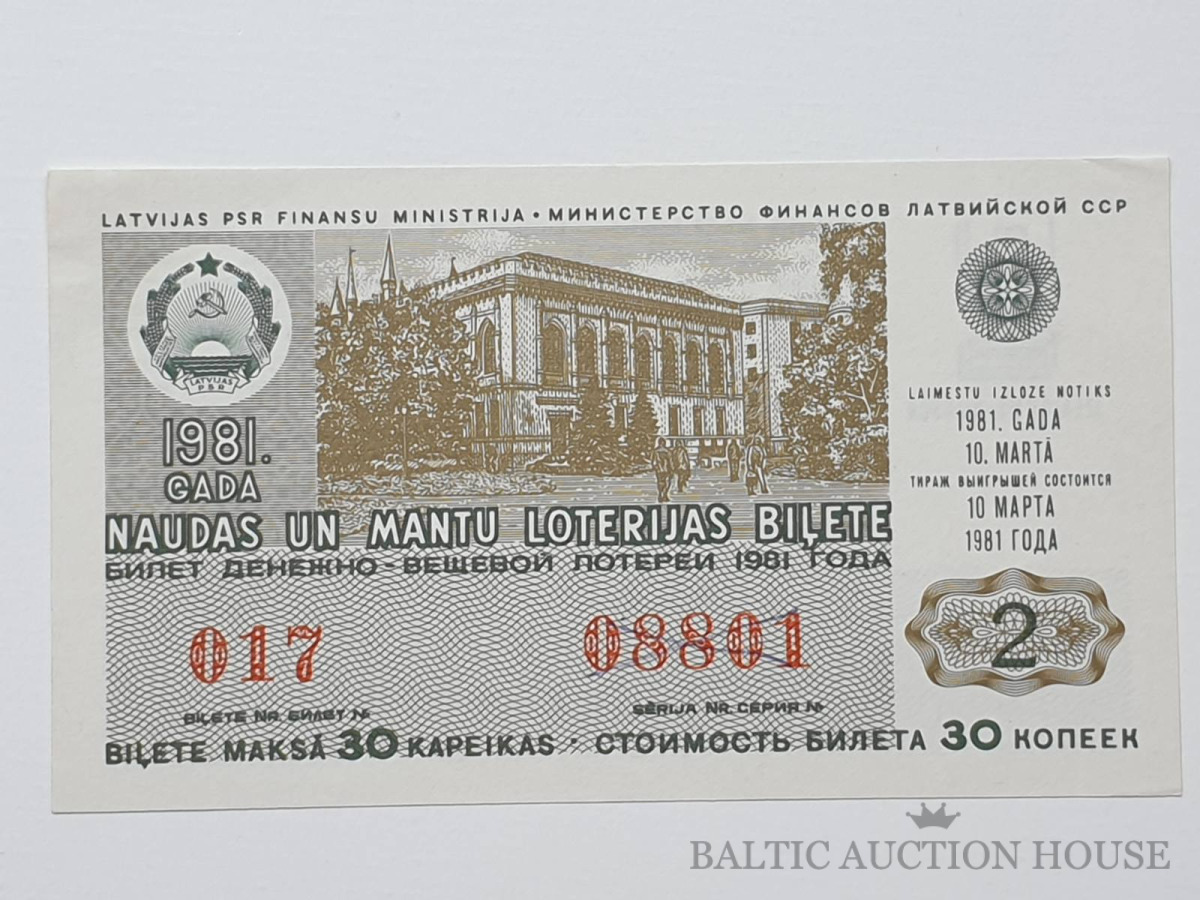 LATVIJAS PSR FINANSU MINISTRIJA • МИНИСТЕРСТВО ФИНАНСОВ ЛАТВИЙСКОЙ ССР
LATVIJAS
PSR
1981.
GADA
NAUDAS UN MANTU LOTERIJAS BIĻETE
БИЛЕТ ДЕНЕЖНО-ВЕЩЕВОЙ ЛОТЕРЕИ 1981 ГОДА
LAIMESTU IZLOZE NOTIKS
1981. GADA
10. MARTĀ
ТИРАЖ ВЫИГРЫШЕЙ СОСТОИТСЯ
10 МАРТА
1981 ГОДА
2
017
08801
BIĻETE NR. БИЛЕТ №
SĒRIJA NR. СЕРИЯ №
BIĻETE MAKSĀ 30 KAPEIKAS • СТОИМОСТЬ БИЛЕТА 30 КОПЕЕК
BALTIC AUCTION HOUSE